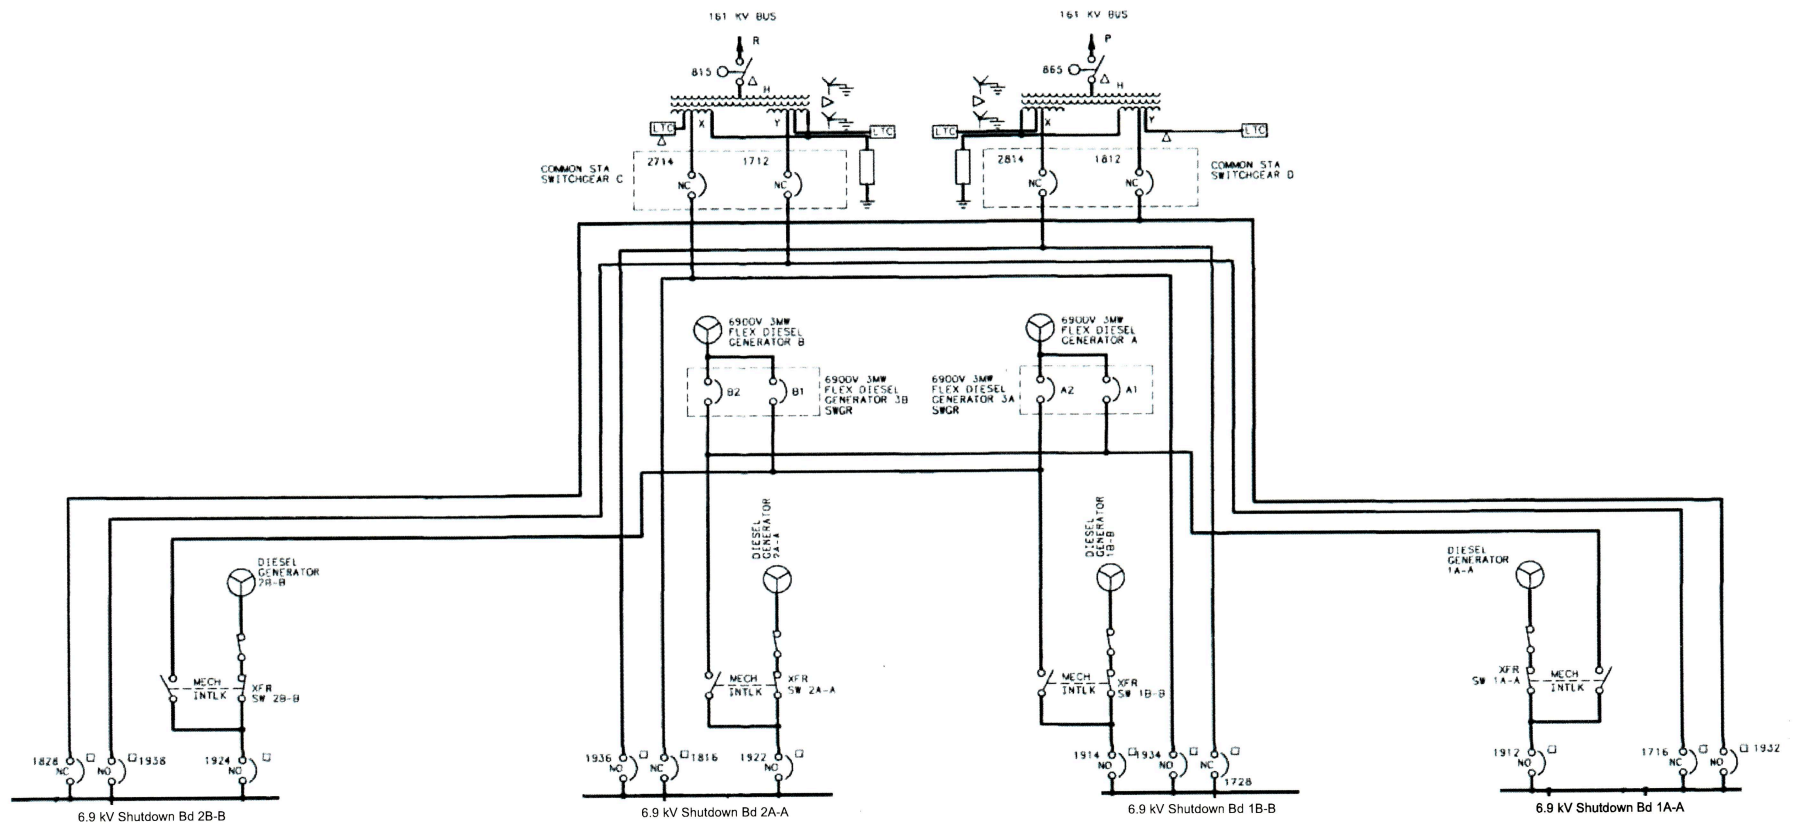 161 KV BUS
161 KV BUS
R
P
815
865
H
H
X
Y
X
Y
LTC
LTC
LTC
LTC
COMMON STA
SWITCHGEAR C
2714
1712
NC
NC
2814
1812
NC
NC
COMMON STA
SWITCHGEAR D
6900V 3MW
FLEX DIESEL
GENERATOR B
6900V 3MW
FLEX DIESEL
GENERATOR A
B2
B1
6900V 3MW
FLEX DIESEL
GENERATOR 3B
SWGR
6900V 3MW
FLEX DIESEL
GENERATOR 3A
SWGR
A2
A1
DIESEL
GENERATOR
2B-B
DIESEL
GENERATOR
2A-A
DIESEL
GENERATOR
1B-B
DIESEL
GENERATOR
1A-A
MECH
INTLK
XFR
SW 2B-B
MECH
INTLK
XFR
SW 2A-A
MECH
INTLK
XFR
SW 1B-B
XFR
SW 1A-A
MECH
INTLK
1828
NC
NO
1938
1924
NO
1936
NO
NC
1816
1922
NO
1914
NO
1934
NO
NC
1728
1912
NO
1716
NC
NO
1932
6.9 kV Shutdown Bd 2B-B
6.9 kV Shutdown Bd 2A-A
6.9 kV Shutdown Bd 1B-B
6.9 kV Shutdown Bd 1A-A